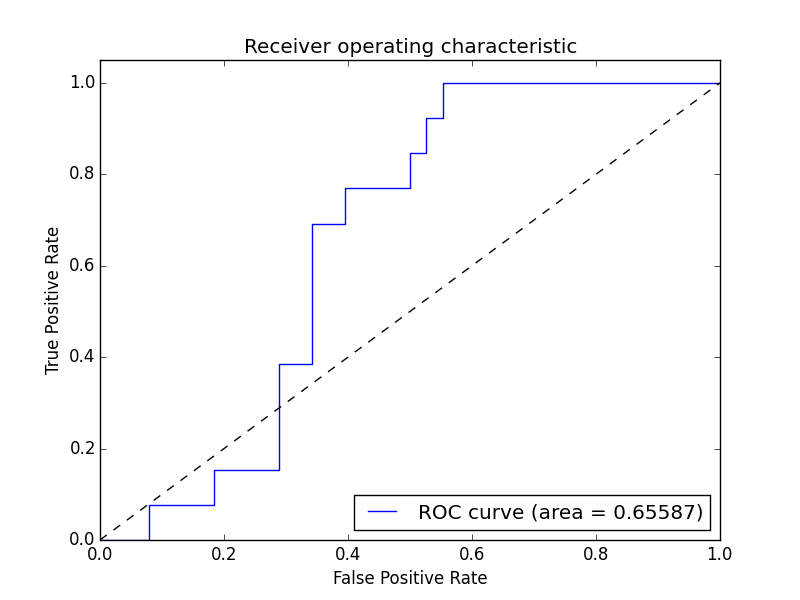 Receiver operating characteristic
1.0
0.8
0.6
0.4
0.2
0.0
True Positive Rate
ROC curve (area = 0.65587)
0.0 0.2 0.4 0.6 0.8 1.0
False Positive Rate